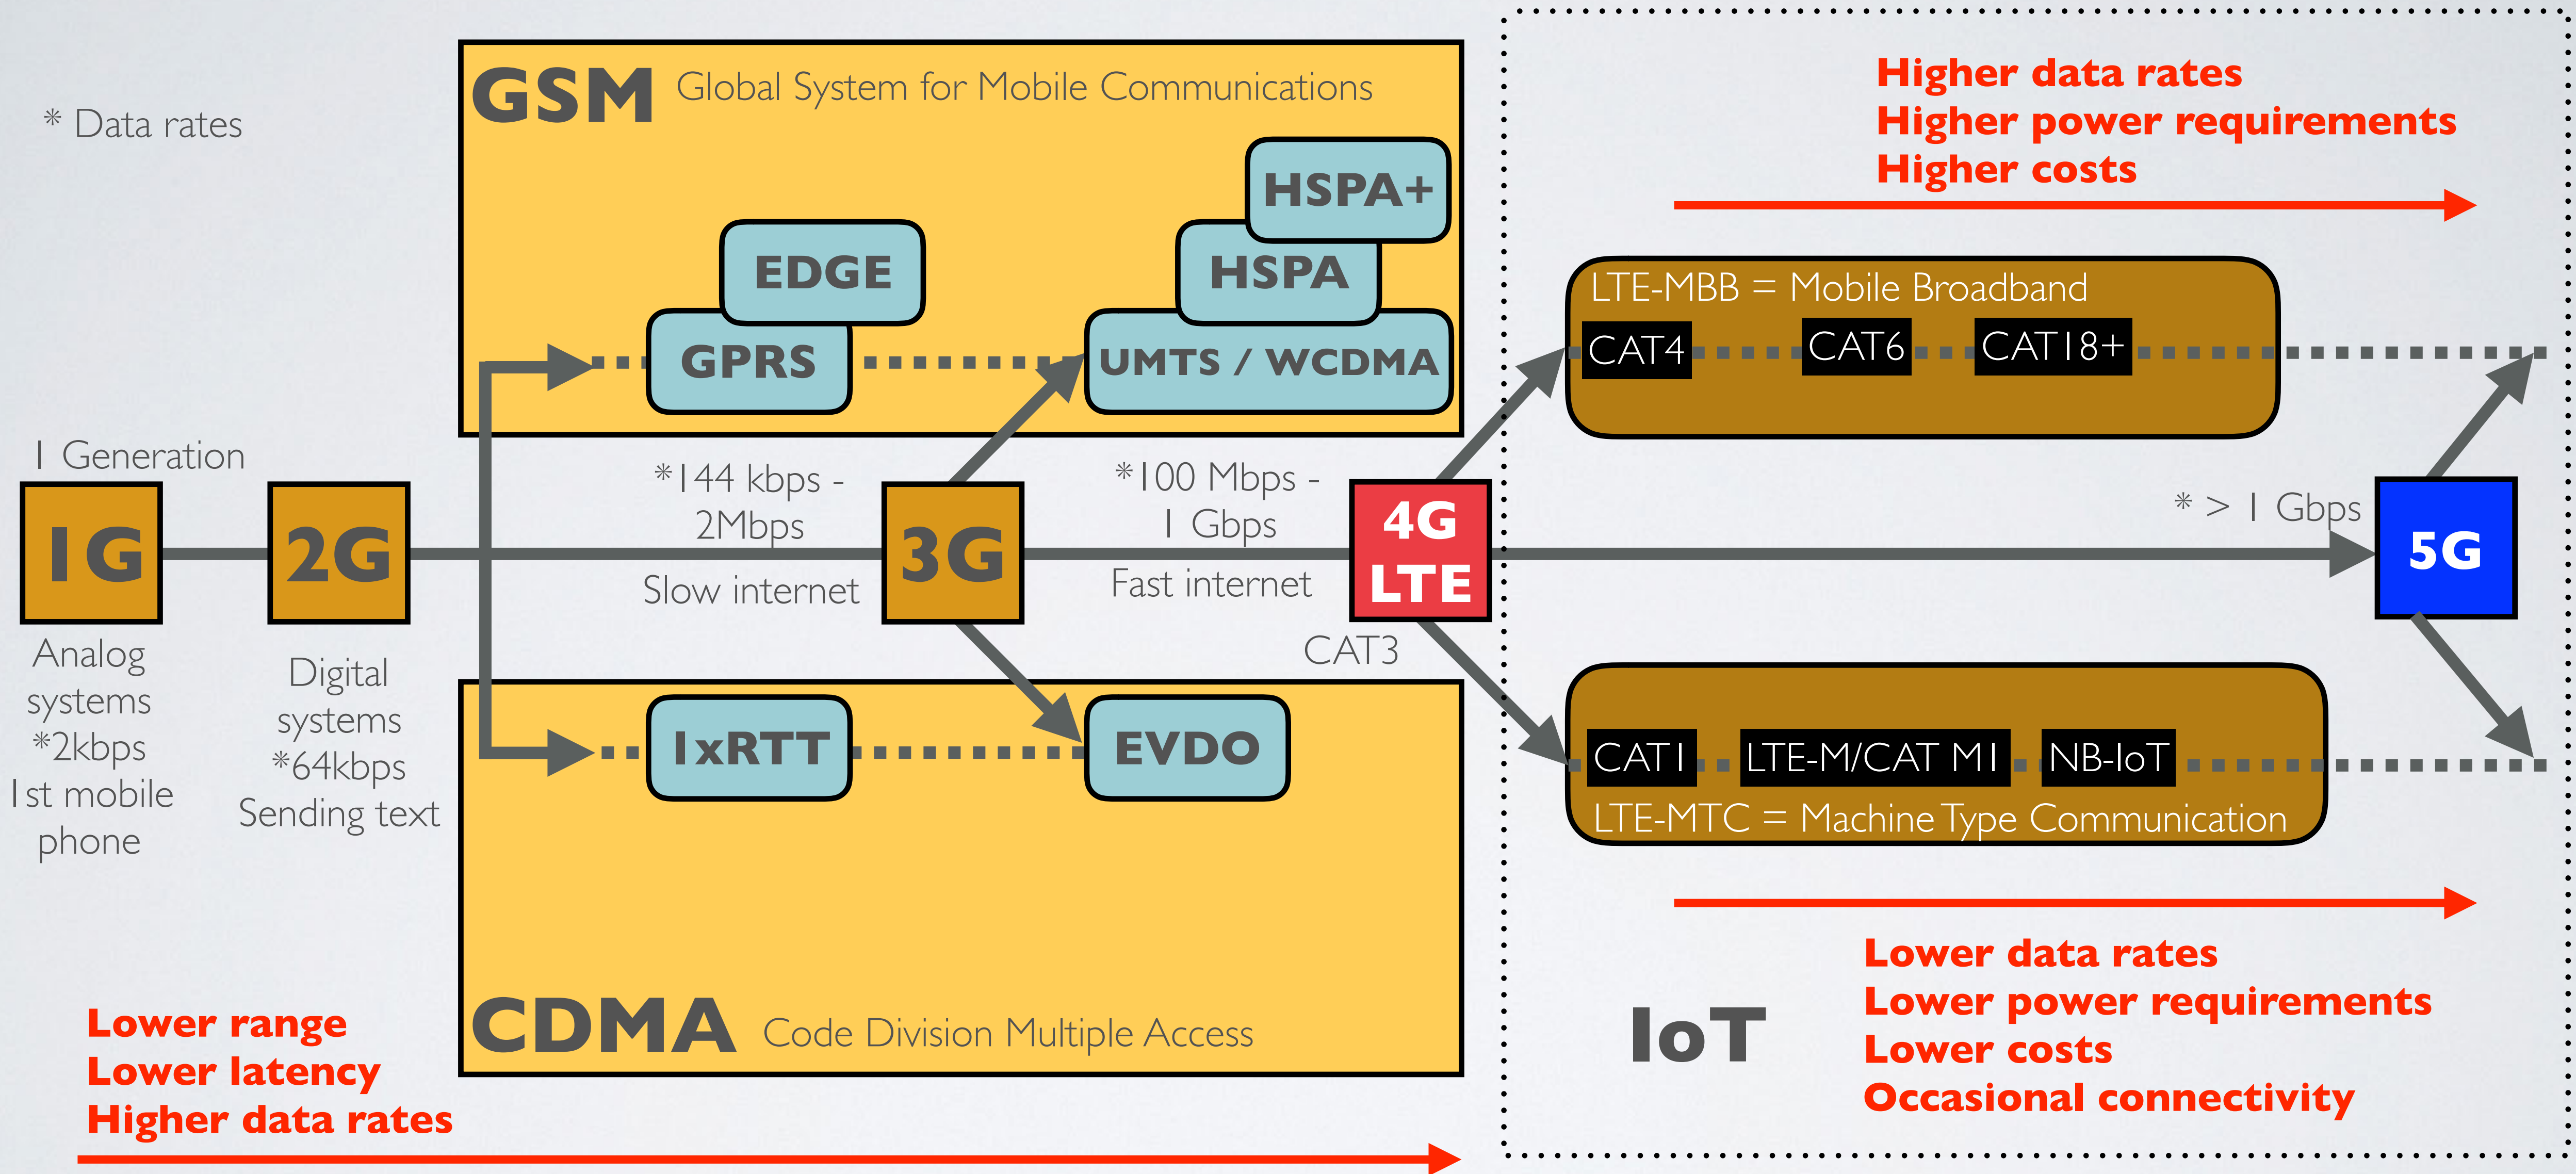 * Data rates
GSM Global System for Mobile Communications
HSPA+
EDGE
HSPA
GPRS
UMTS / WCDMA
Higher data rates
Higher power requirements
Higher costs
LTE-MBB = Mobile Broadband
CAT4
CAT6
CAT18+
1 Generation
1G
Analog
systems
*2kbps
1st mobile
phone
2G
Digital
systems
*64kbps
Sending text
*144 kbps -
2Mbps
Slow internet
3G
*100 Mbps -
1 Gbps
Fast internet
4G
LTE
CAT3
* > 1 Gbps
5G
1xRTT
EVDO
CDMA Code Division Multiple Access
CAT1
LTE-M/CAT M1
NB-IoT
LTE-MTC = Machine Type Communication
IoT
Lower data rates
Lower power requirements
Lower costs
Occasional connectivity
Lower range
Lower latency
Higher data rates